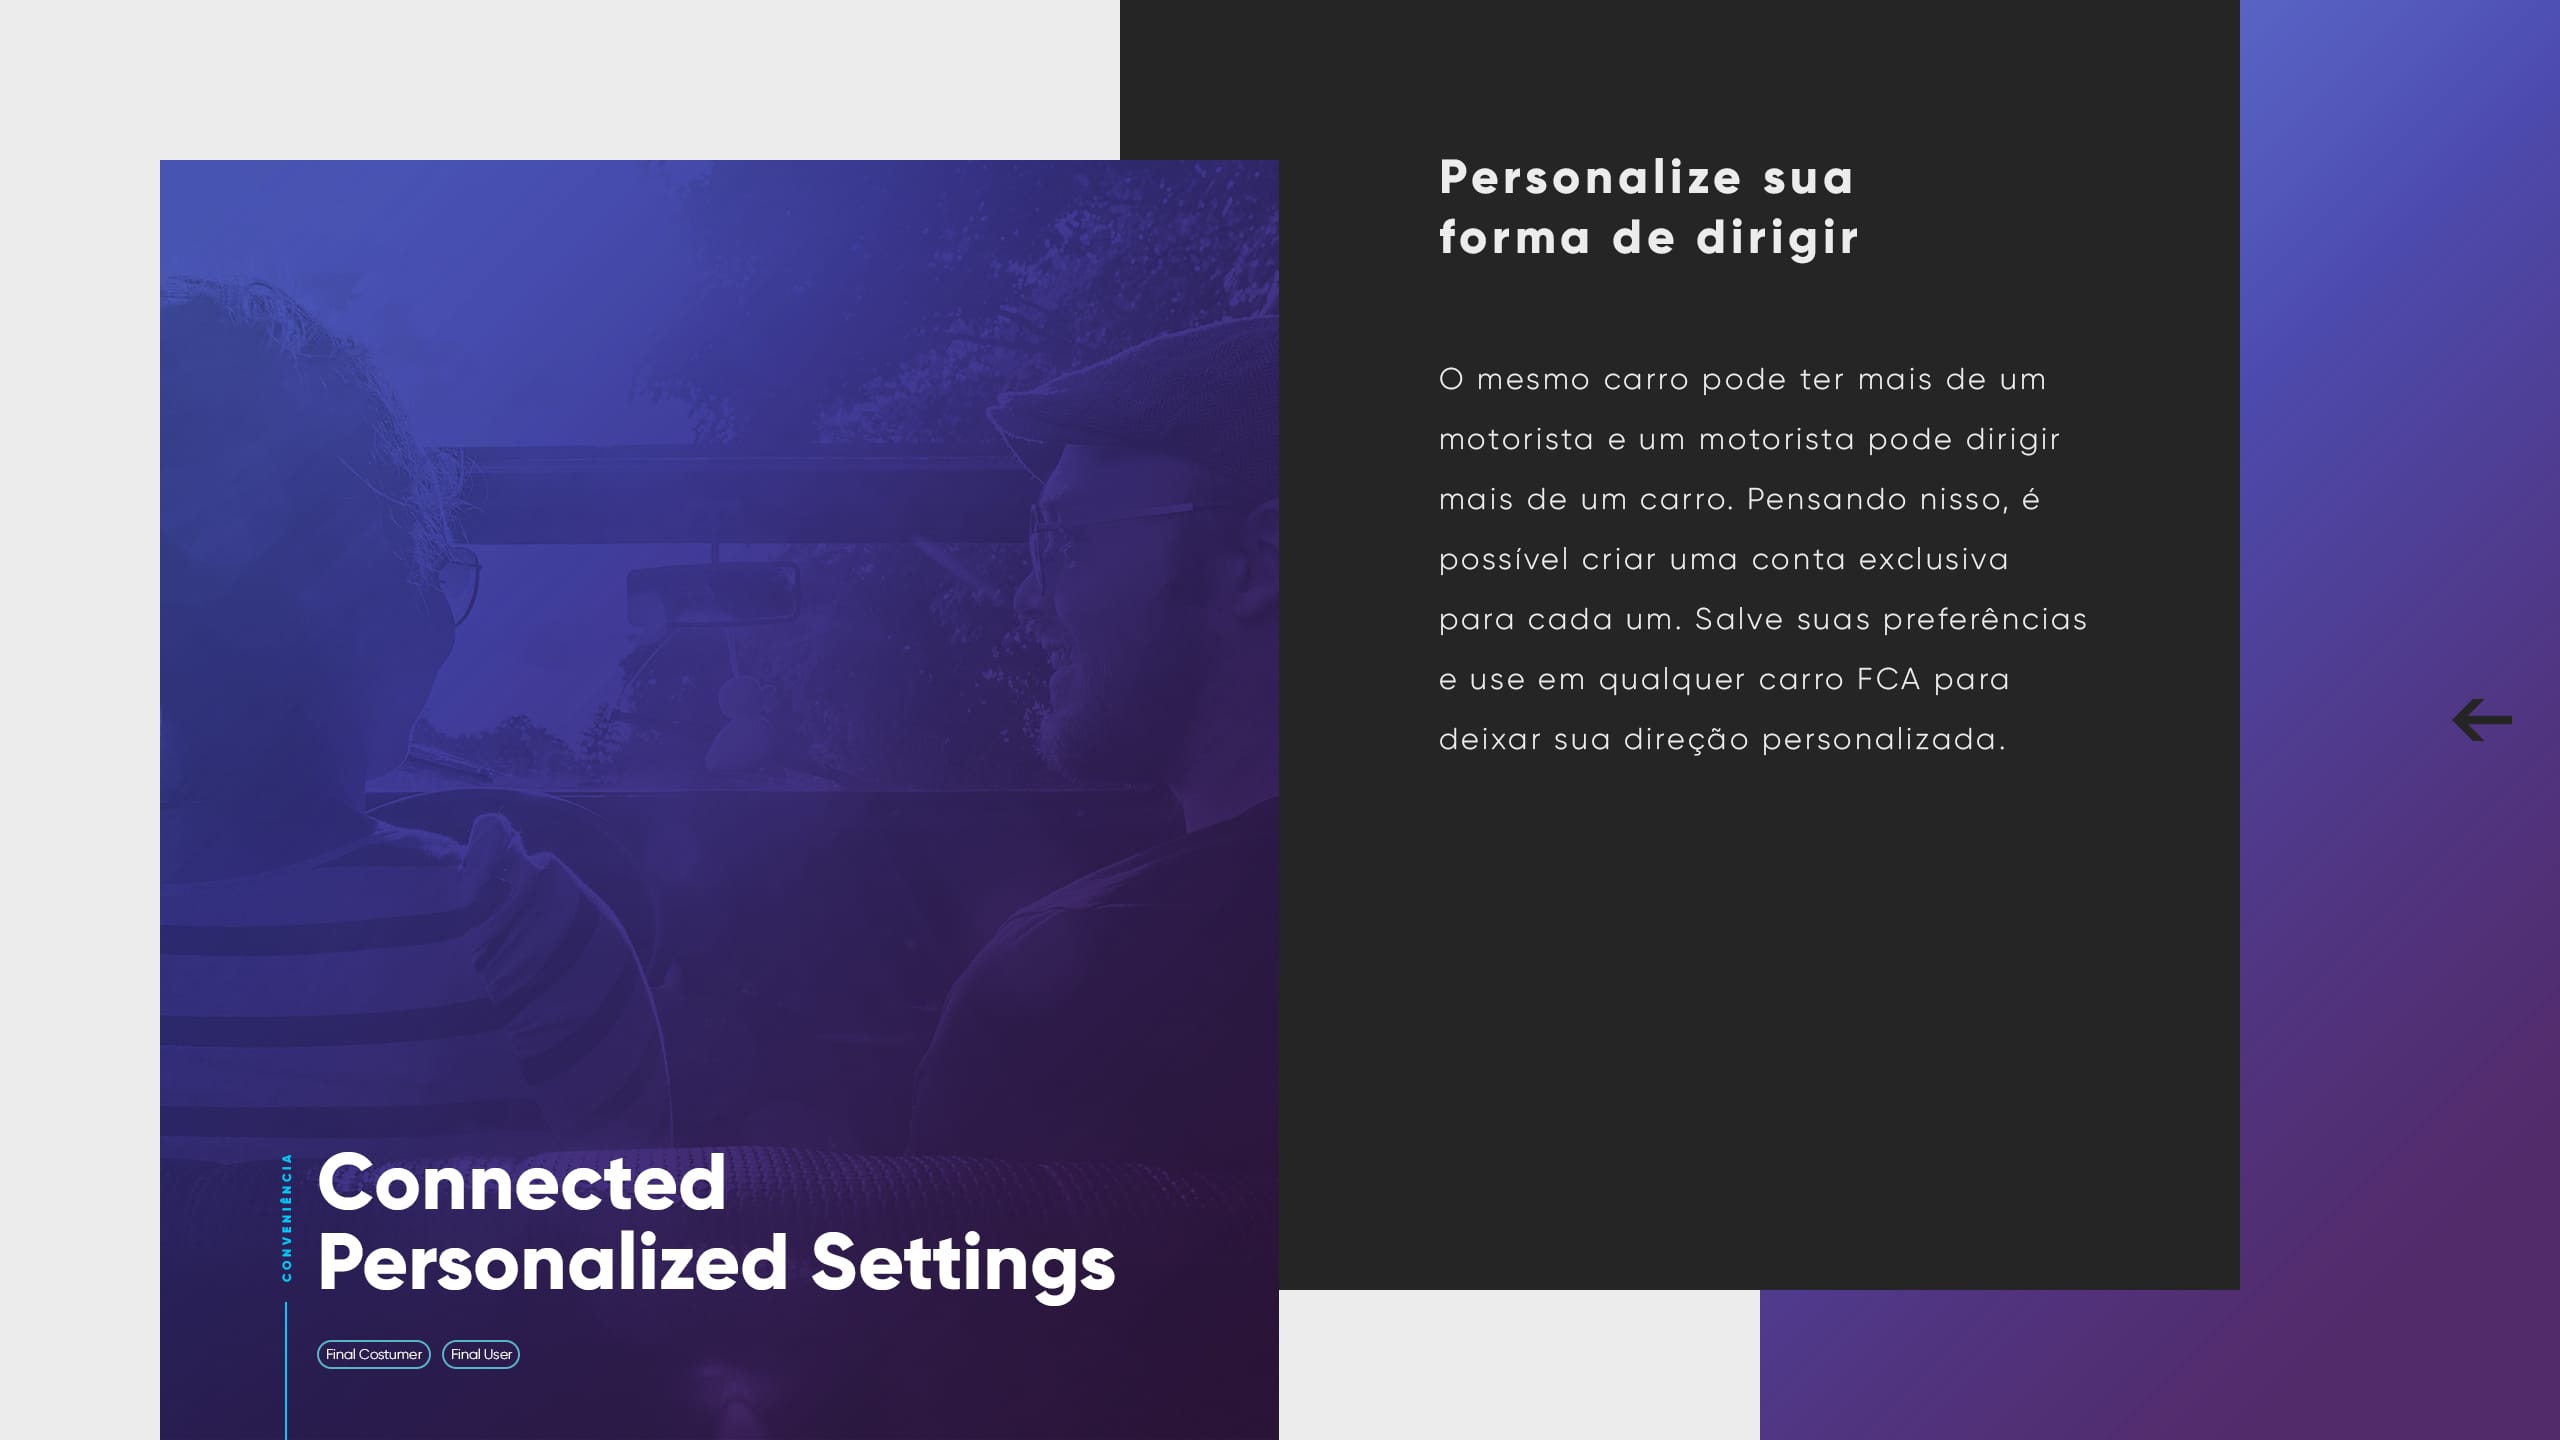 Personalize sua
forma de dirigir
O mesmo carro pode ter mais de um
motorista e um motorista pode dirigir
mais de um carro. Pensando nisso, é
possível criar uma conta exclusiva
para cada um. Salve suas preferências
e use em qualquer carro FCA para
deixar sua direção personalizada.
CONVENIÊNCIA
Connected
Personalized Settings
Final Costumer
Final User